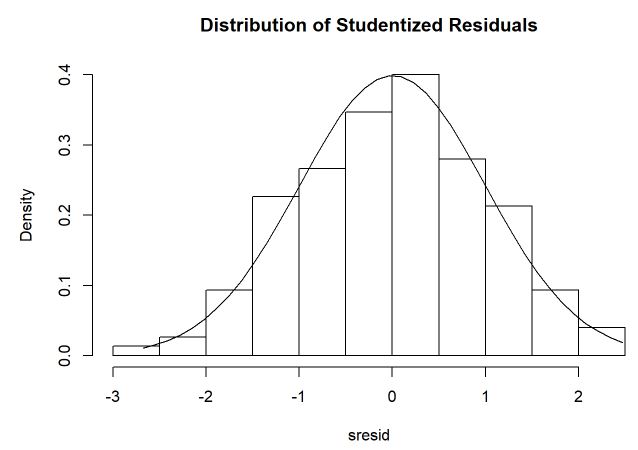 Distribution of Studentized Residuals
0.4
0.3
0.2
0.1
0.0
Density
-3 -2 -1 0 1 2
sresid